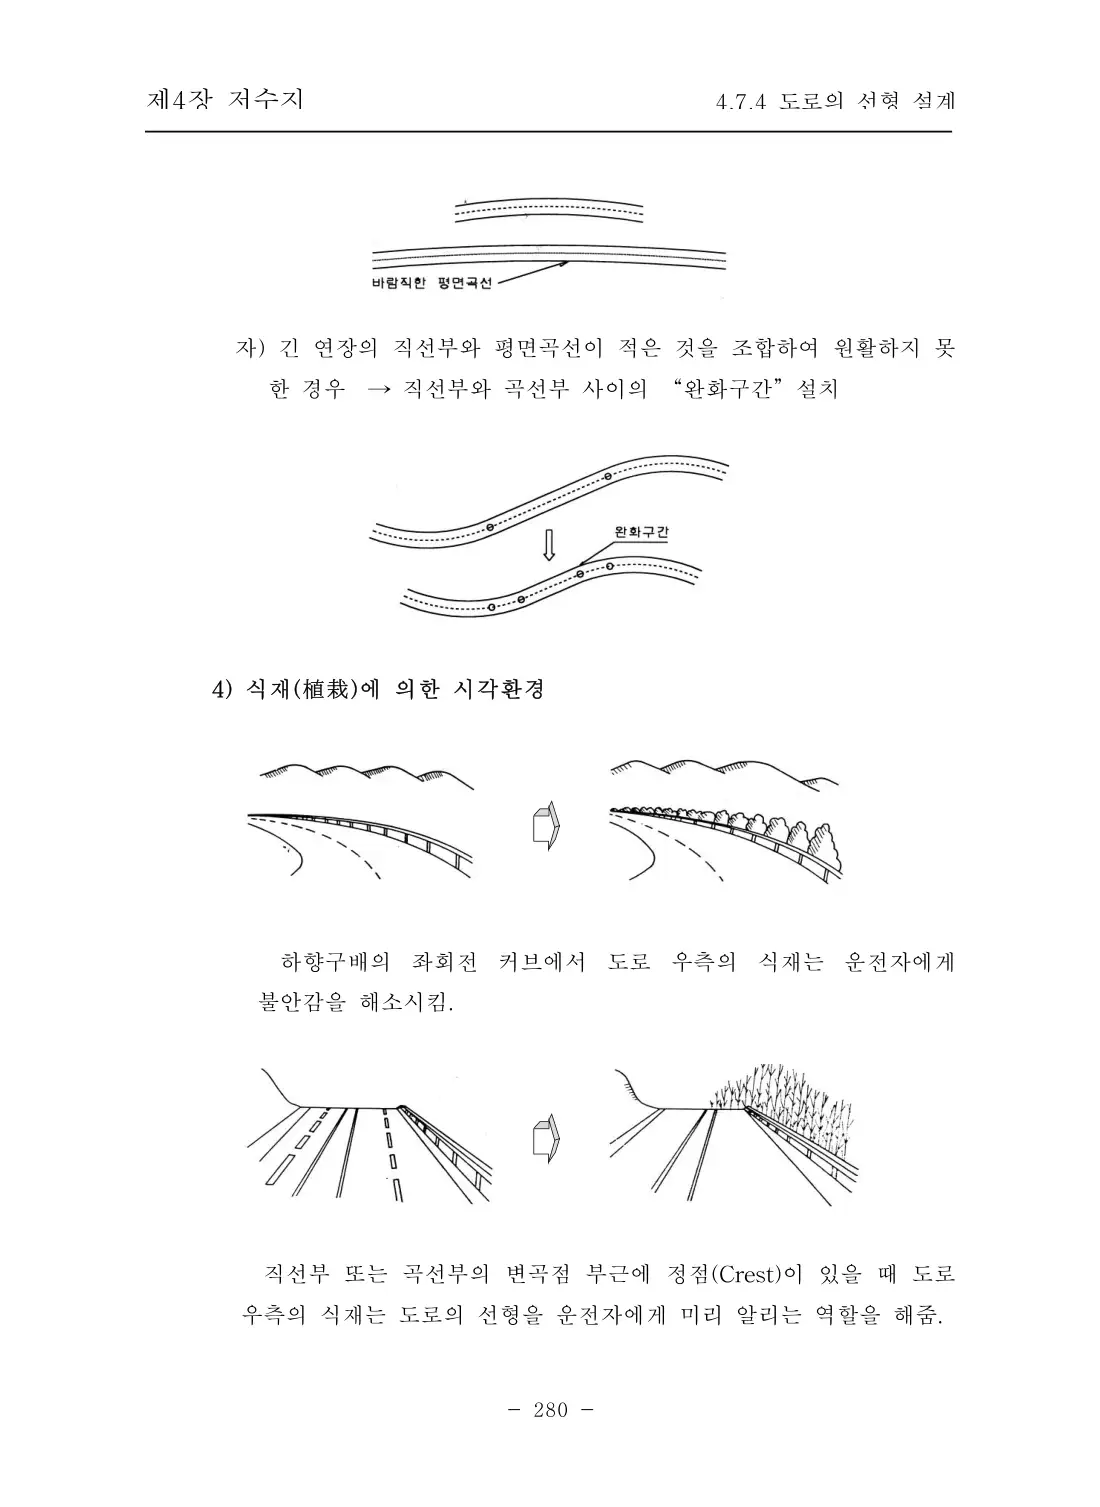 제4장 저수지
4.7.4 도로의 선형 설계
바람직한 평면곡선
자) 긴 연장의 직선부와 평면곡선이 적은 것을 조합하여 원활하지 못
한 경우 → 직선부와 곡선부 사이의 “완화구간” 설치
완화구간
4) 식재(植栽)에 의한 시각환경
하향구배의 좌회전 커브에서 도로 우측의 식재는 운전자에게
불안감을 해소시킴.
직선부 또는 곡선부의 변곡점 부근에 정점(Crest)이 있을 때 도로
우측의 식재는 도로의 선형을 운전자에게 미리 알리는 역할을 해줌.
- 280 -